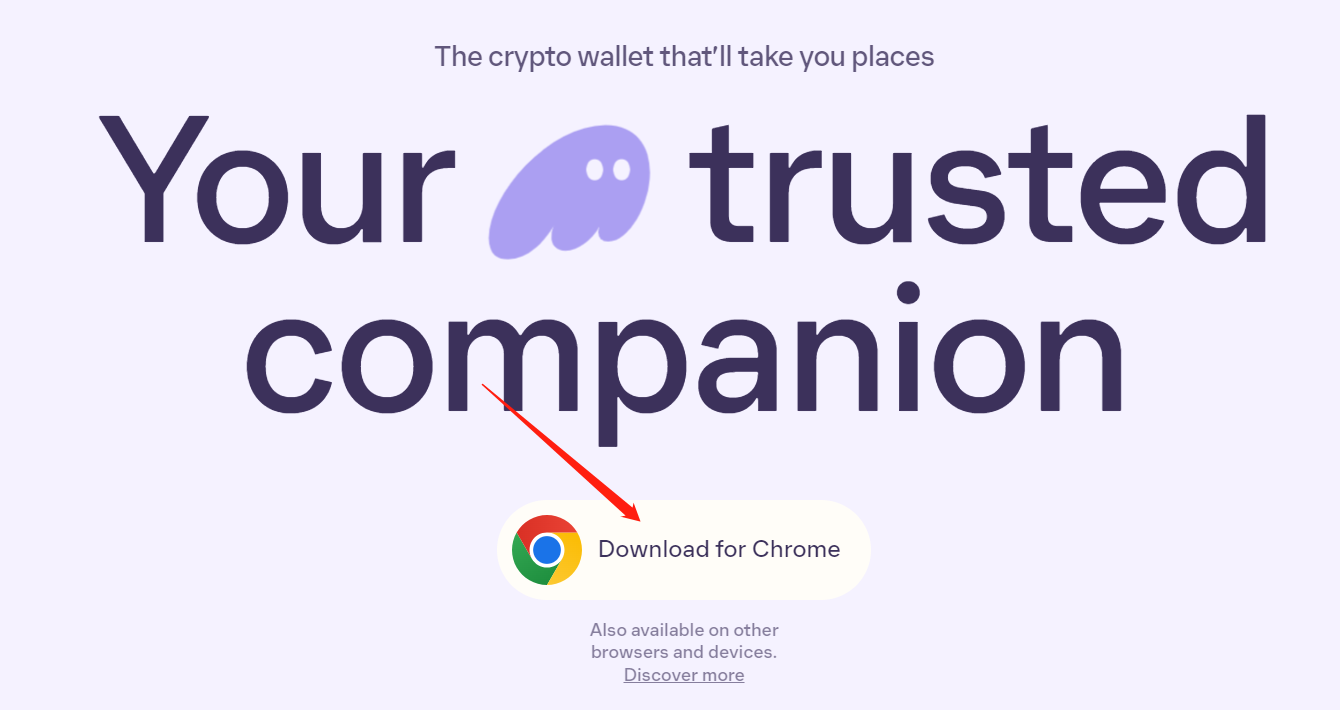 The crypto wallet that'll take you places
Your trusted
companion
Download for Chrome
Also available on other
browsers and devices.
Discover more